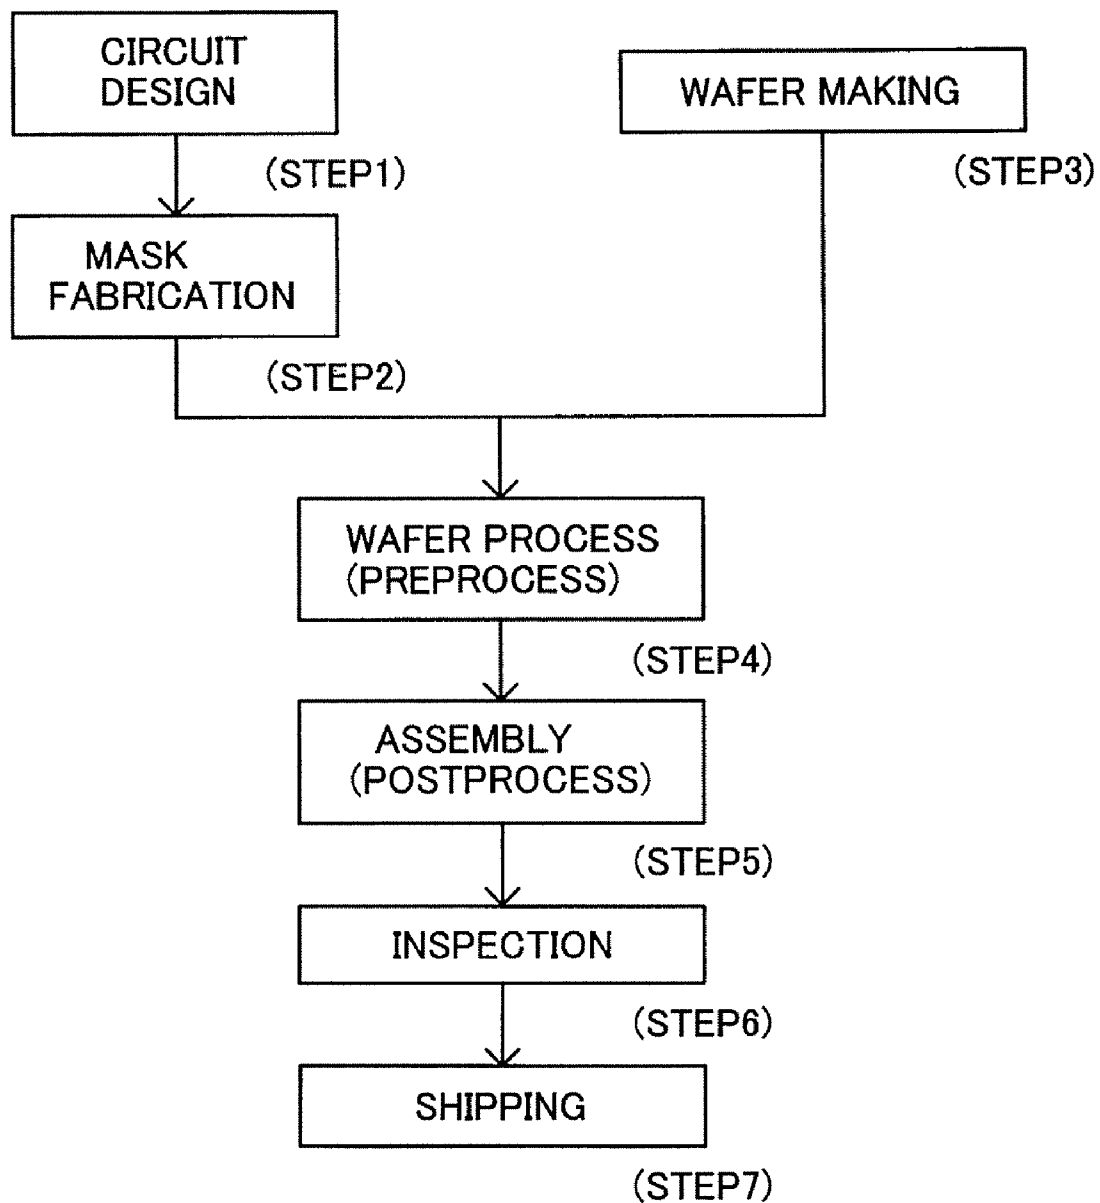 CIRCUIT
DESIGN
(STEP1)
MASK
FABRICATION
(STEP2)
WAFER MAKING
(STEP3)
WAFER PROCESS
(PREPROCESS)
(STEP4)
ASSEMBLY
(POSTPROCESS)
(STEP5)
INSPECTION
(STEP6)
SHIPPING
(STEP7)